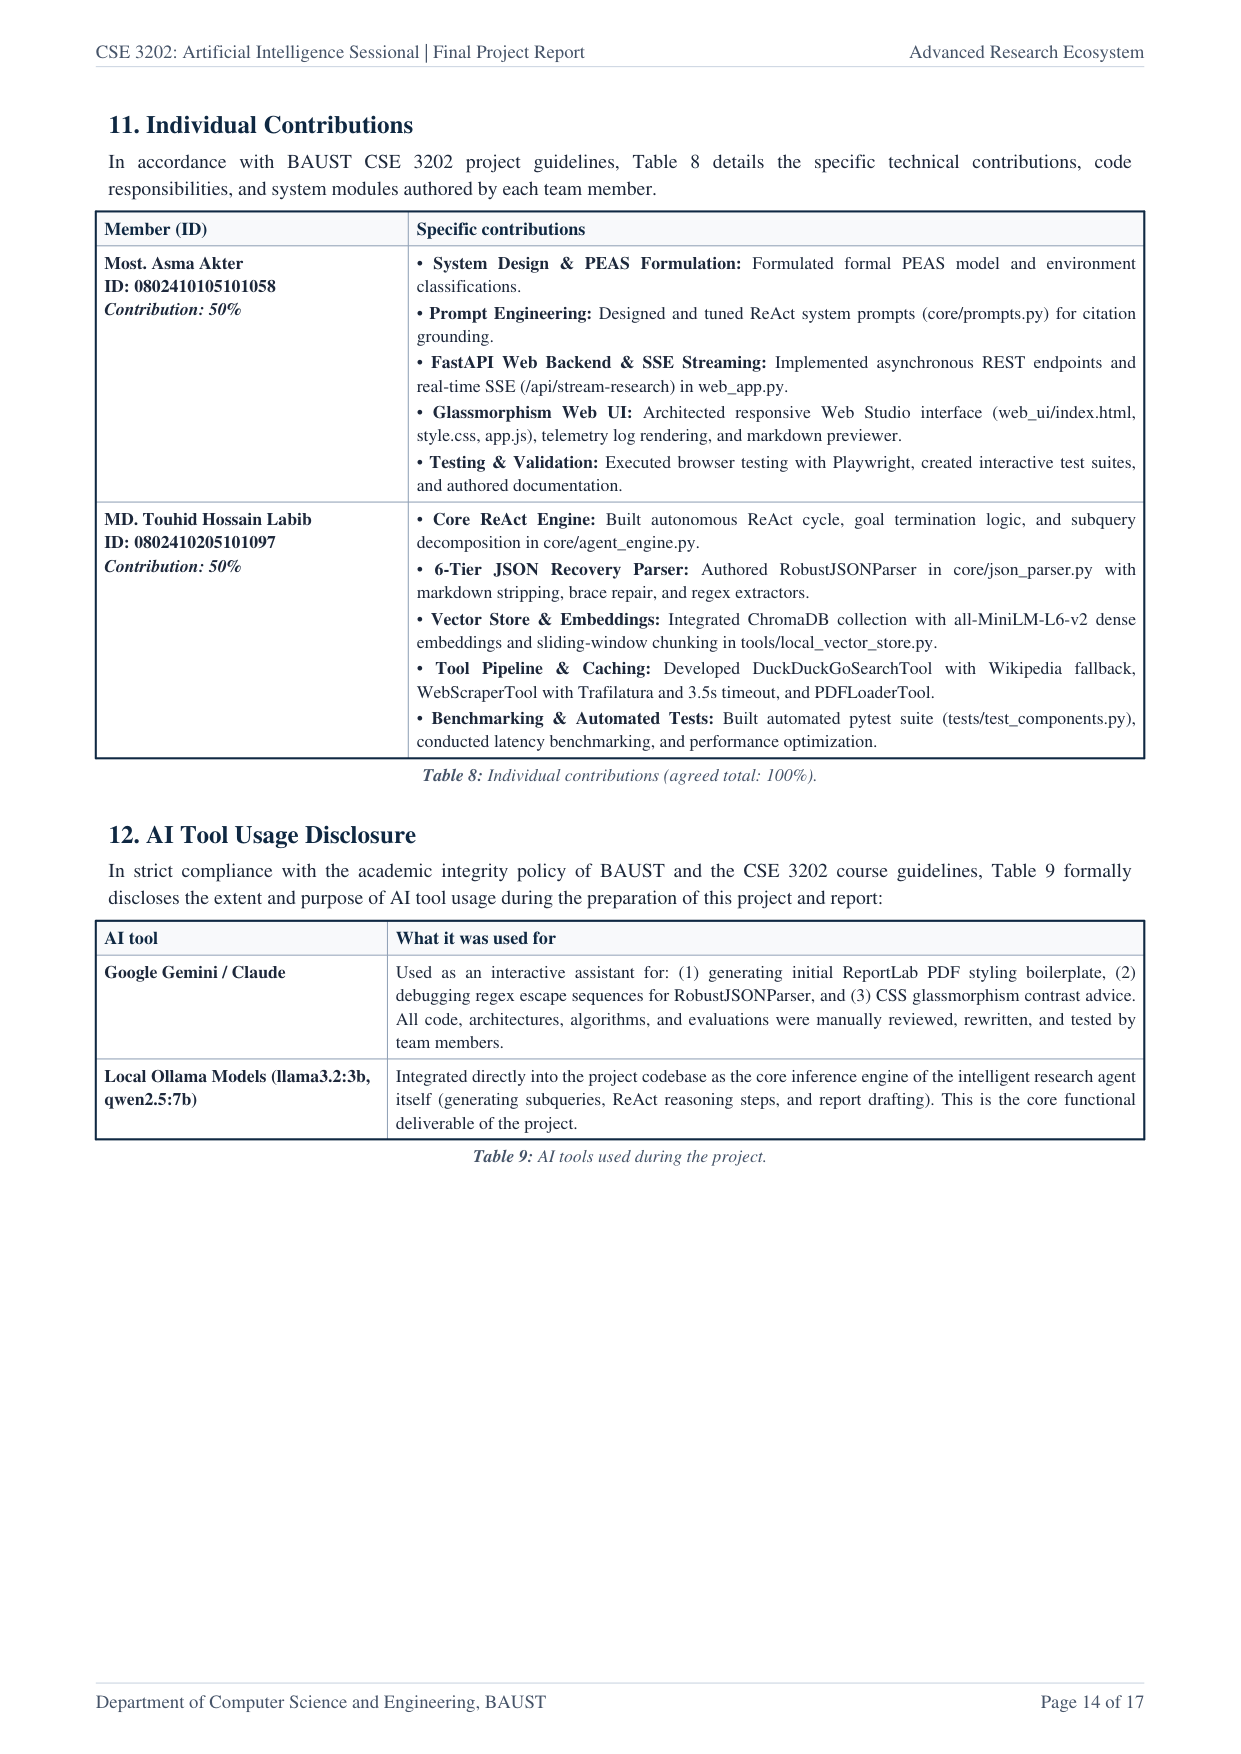 CSE 3202: Artificial Intelligence Sessional | Final Project Report
Advanced Research Ecosystem
11. Individual Contributions
In accordance with BAUST CSE 3202 project guidelines, Table 8 details the specific technical contributions, code
responsibilities, and system modules authored by each team member.
Member (ID)
Specific contributions
Most. Asma Akter
ID: 0802410105101058
Contribution: 50%
• System Design & PEAS Formulation: Formulated formal PEAS model and environment
classifications.
• Prompt Engineering: Designed and tuned ReAct system prompts (core/prompts.py) for citation
grounding.
• FastAPI Web Backend & SSE Streaming: Implemented asynchronous REST endpoints and
real-time SSE (/api/stream-research) in web_app.py.
• Glassmorphism Web UI: Architected responsive Web Studio interface (web_ui/index.html,
style.css, app.js), telemetry log rendering, and markdown previewer.
• Testing & Validation: Executed browser testing with Playwright, created interactive test suites,
and authored documentation.
MD. Touhid Hossain Labib
ID: 0802410205101097
Contribution: 50%
• Core ReAct Engine: Built autonomous ReAct cycle, goal termination logic, and subquery
decomposition in core/agent_engine.py.
• 6-Tier JSON Recovery Parser: Authored RobustJSONParser in core/json_parser.py with
markdown stripping, brace repair, and regex extractors.
• Vector Store & Embeddings: Integrated ChromaDB collection with all-MiniLM-L6-v2 dense
embeddings and sliding-window chunking in tools/local_vector_store.py.
• Tool Pipeline & Caching: Developed DuckDuckGoSearchTool with Wikipedia fallback,
WebScraperTool with Trafilatura and 3.5s timeout, and PDFLoaderTool.
• Benchmarking & Automated Tests: Built automated pytest suite (tests/test_components.py),
conducted latency benchmarking, and performance optimization.
Table 8: Individual contributions (agreed total: 100%).
12. AI Tool Usage Disclosure
In strict compliance with the academic integrity policy of BAUST and the CSE 3202 course guidelines, Table 9 formally
discloses the extent and purpose of AI tool usage during the preparation of this project and report:
AI tool
What it was used for
Google Gemini / Claude
Used as an interactive assistant for: (1) generating initial ReportLab PDF styling boilerplate, (2)
debugging regex escape sequences for RobustJSONParser, and (3) CSS glassmorphism contrast advice.
All code, architectures, algorithms, and evaluations were manually reviewed, rewritten, and tested by
team members.
Local Ollama Models (llama3.2:3b,
qwen2.5:7b)
Integrated directly into the project codebase as the core inference engine of the intelligent research agent
itself (generating subqueries, ReAct reasoning steps, and report drafting). This is the core functional
deliverable of the project.
Table 9: AI tools used during the project.
Department of Computer Science and Engineering, BAUST
Page 14 of 17